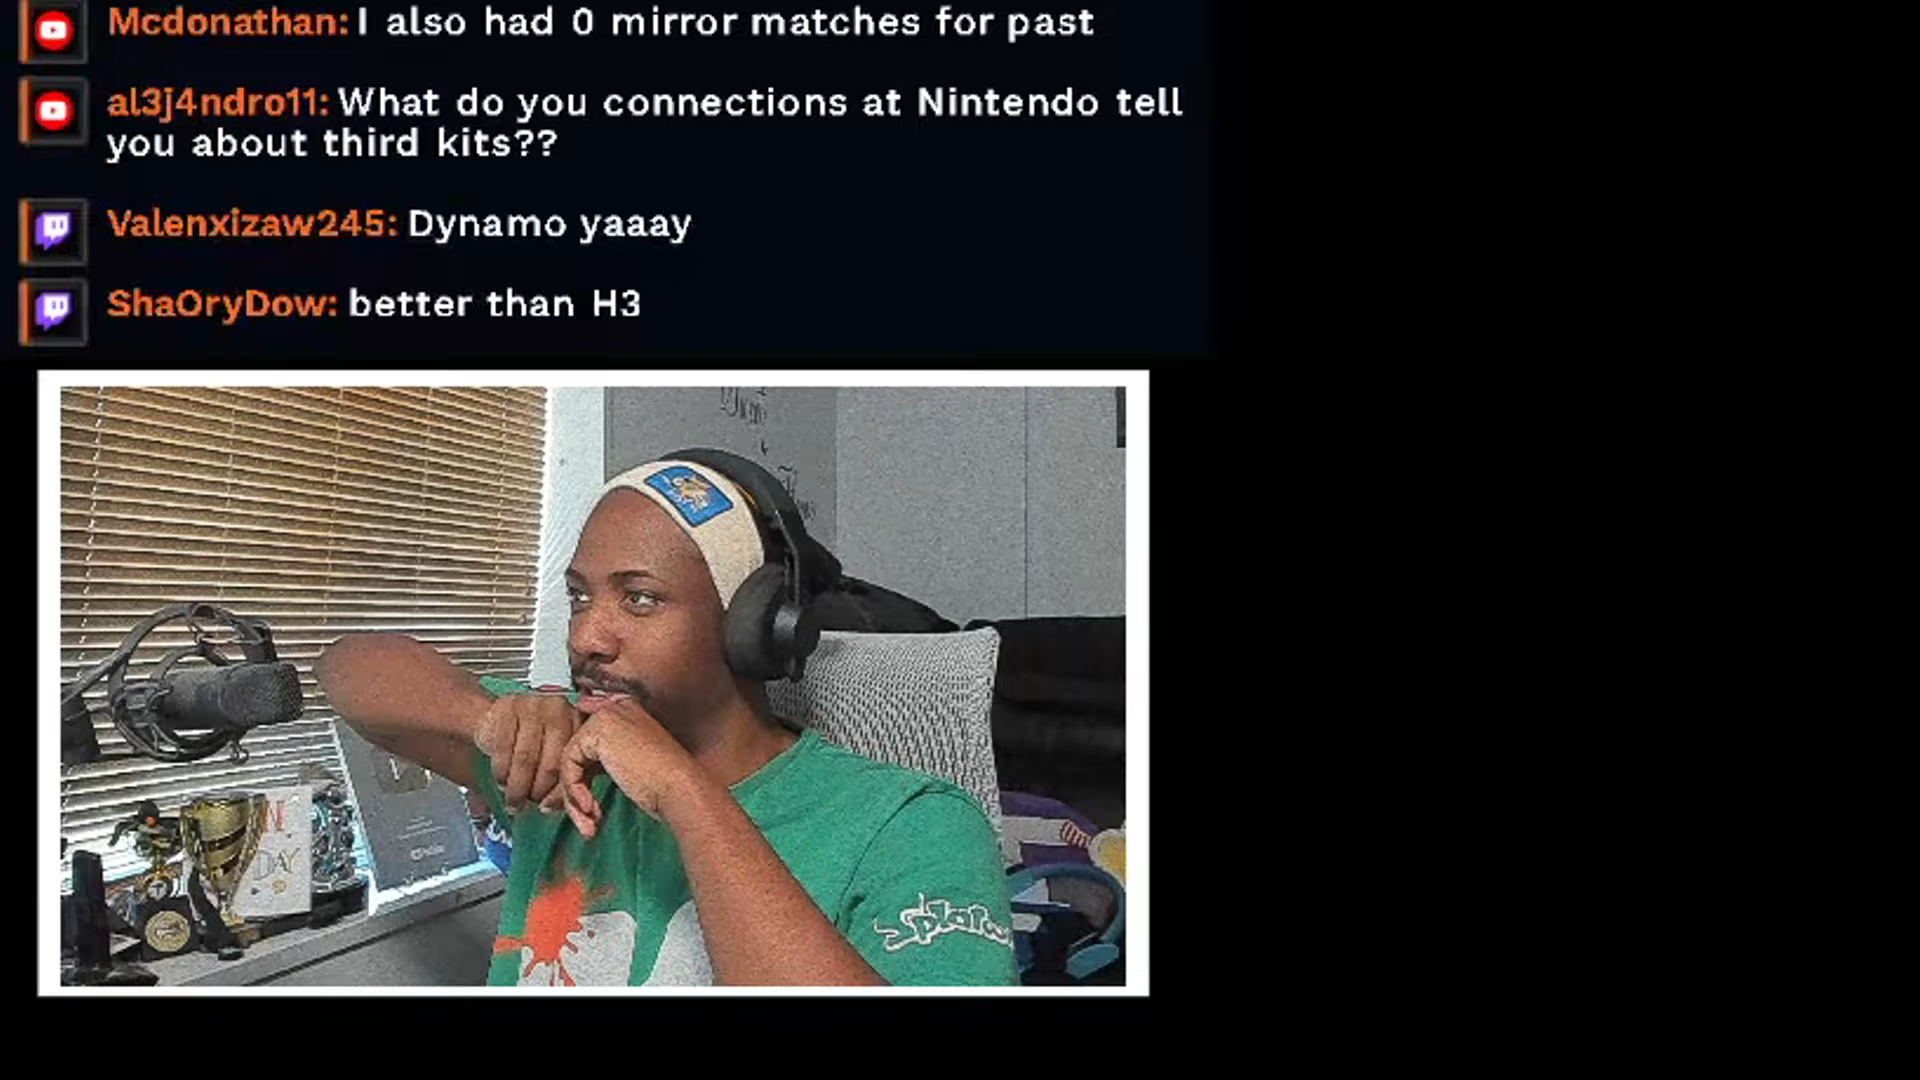 Mcdonathan: I also had 0 mirror matches for past
al3j4ndro11: What do you connections at Nintendo tell
you about third kits??
Valenxizaw245: Dynamo yaaay
ShaOryDow: better than H3
DAY